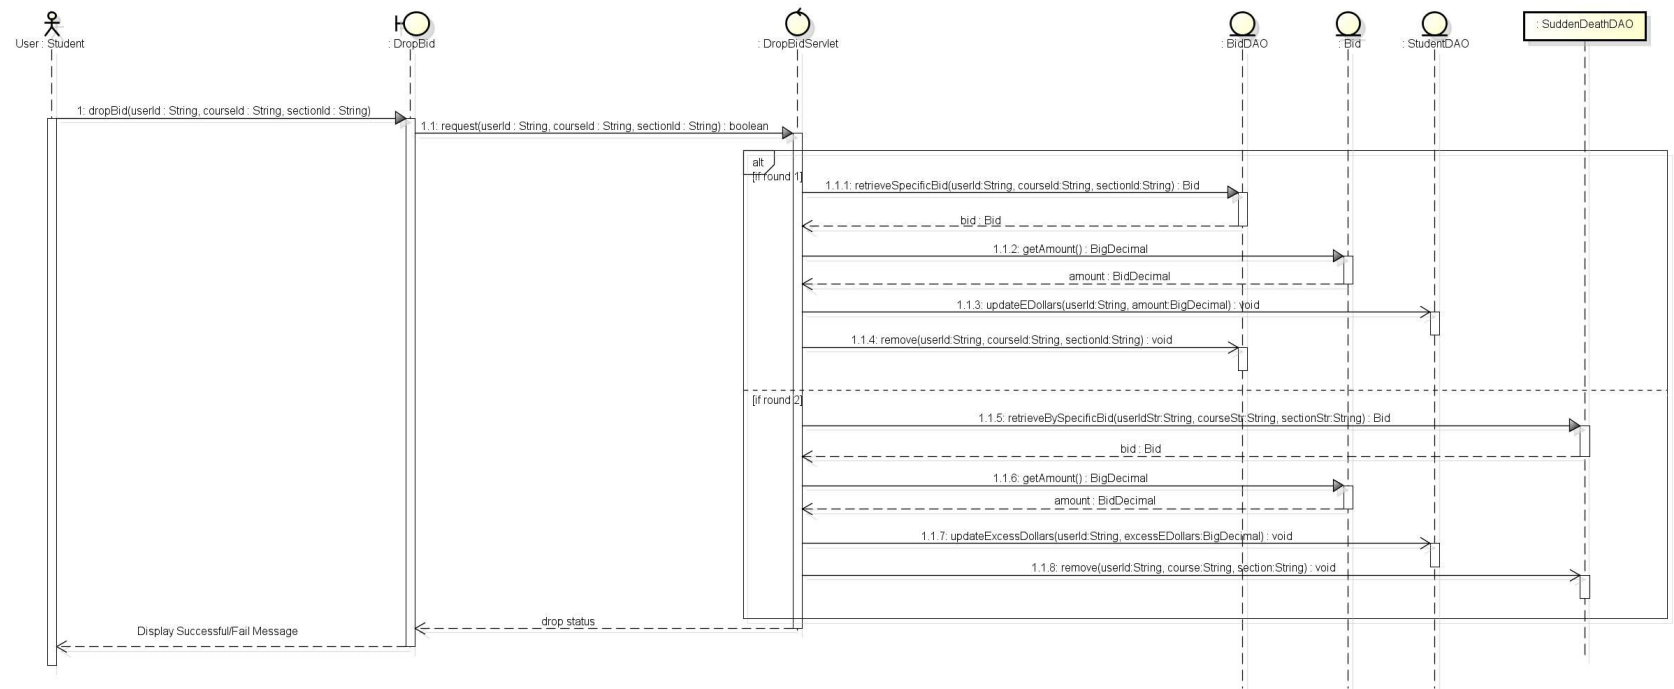 User : Student
: DropBid
: DropBidServlet
: BidDAO
: Bid
: StudentDAO
: SuddenDeathDAO
1: dropBid(userId : String, courseId : String, sectionId : String)
1.1: request(userId : String, courseId : String, sectionId : String) : boolean
alt
[if round 1]
1.1.1: retrieveSpecificBid(userId:String, courseId:String, sectionId:String) : Bid
bid : Bid
1.1.2: getAmount() : BigDecimal
amount : BidDecimal
1.1.3: updateEDollars(userId:String, amount:BigDecimal) : void
1.1.4: remove(userId:String, courseId:String, sectionId:String) : void
[if round 2]
1.1.5: retrieveBySpecificBid(userIdStr:String, courseStr:String, sectionStr:String) : Bid
bid : Bid
1.1.6: getAmount() : BigDecimal
amount : BidDecimal
1.1.7: updateExcessDollars(userId:String, excessEDollars:BigDecimal) : void
1.1.8: remove(userId:String, course:String, section:String) : void
drop status
Display Successful/Fail Message